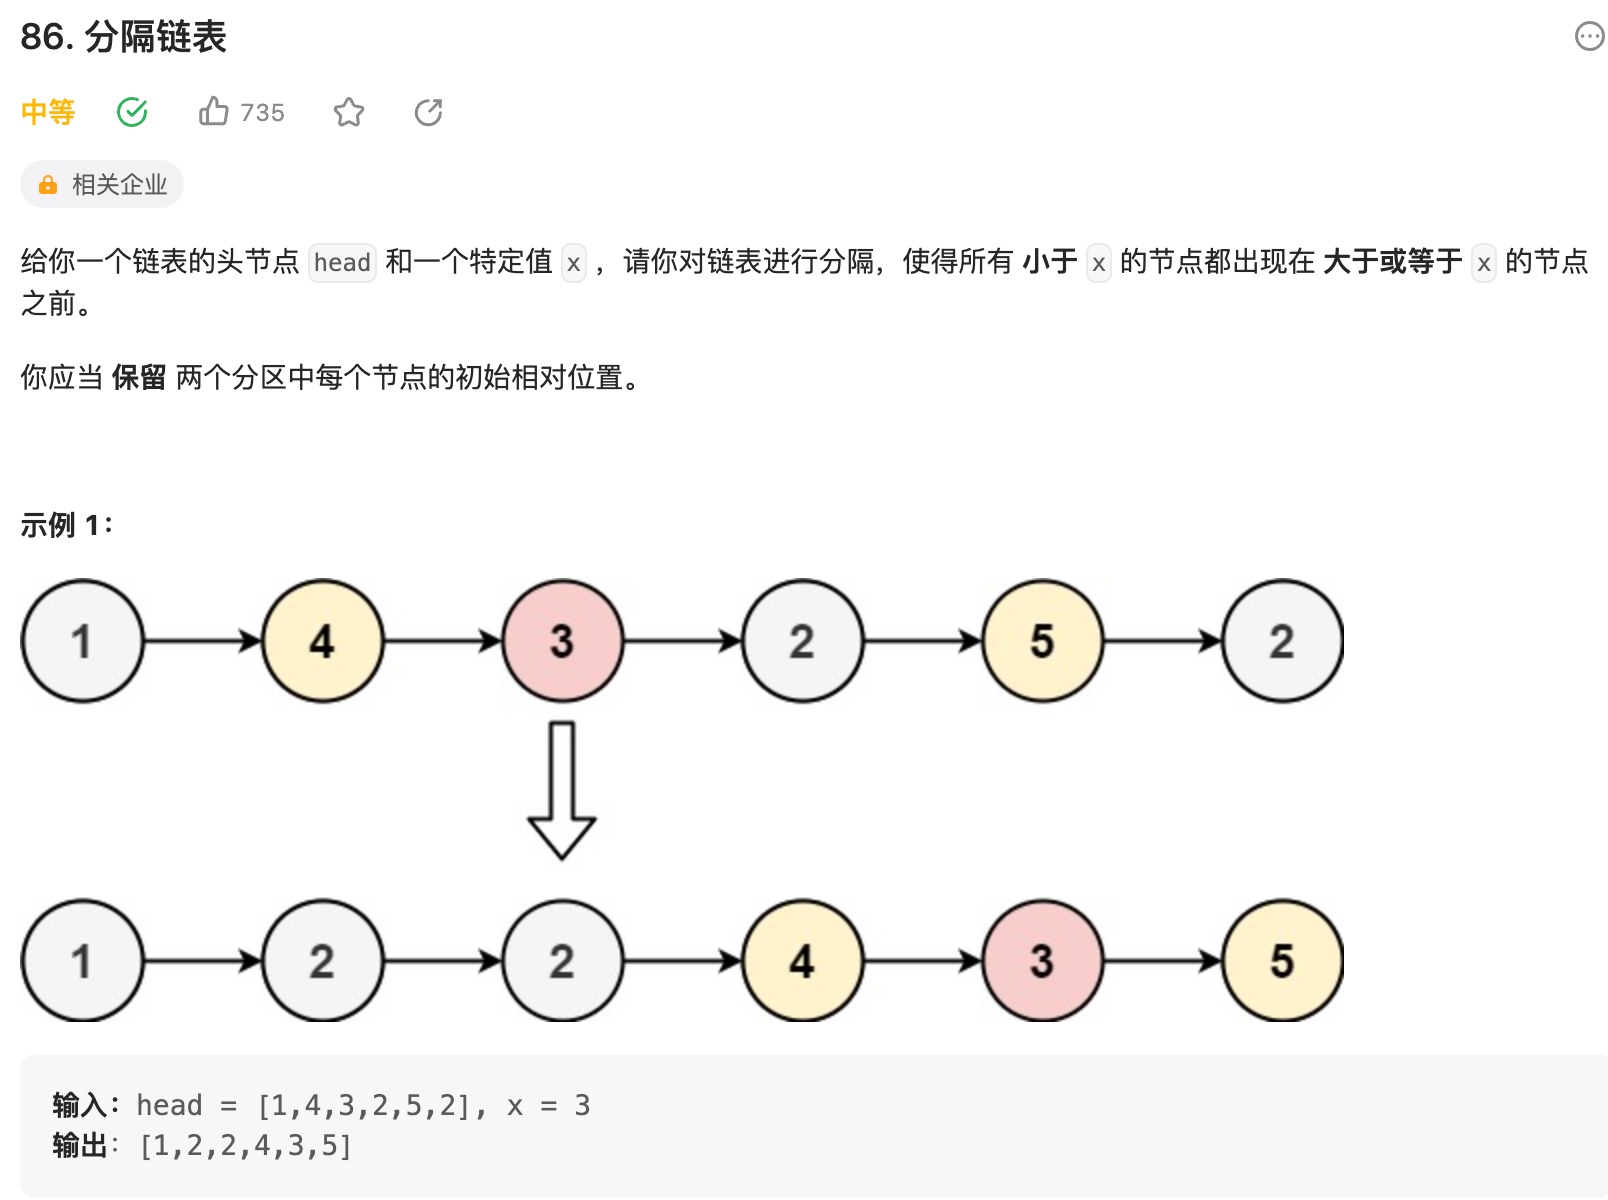 86. 分隔链表
中等 735
相关企业
给你一个链表的头节点 head 和一个特定值 x ，请你对链表进行分隔，使得所有 小于 x 的节点都出现在 大于或等于 x 的节点
之前。
你应当 保留 两个分区中每个节点的初始相对位置。
示例 1：
1 4 3 2 5 2
1 2 2 4 3 5
输入：head = [1,4,3,2,5,2], x = 3
输出：[1,2,2,4,3,5]